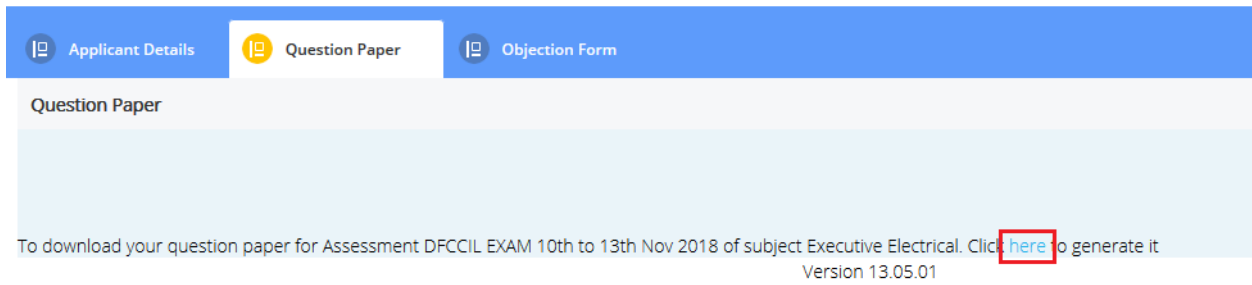 Applicant Details Question Paper Objection Form
Question Paper
To download your question paper for Assessment DFCCIL EXAM 10th to 13th Nov 2018 of subject Executive Electrical. Click here to generate it
Version 13.05.01